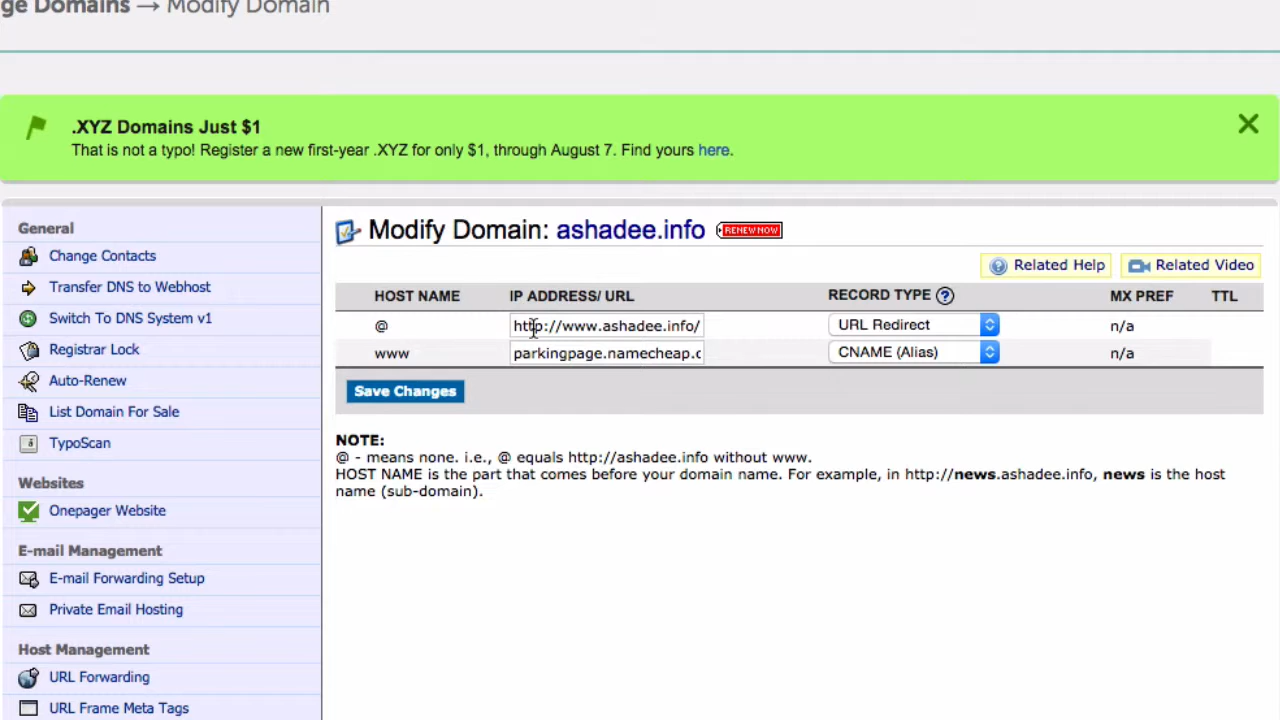 ge Domains → Modify Domain
.XYZ Domains Just $1
That is not a typo! Register a new first-year .XYZ for only $1, through August 7. Find yours here.
General
Change Contacts
Transfer DNS to Webhost
Switch To DNS System v1
Registrar Lock
Auto-Renew
List Domain For Sale
TypoScan
Websites
Onepager Website
E-mail Management
E-mail Forwarding Setup
Private Email Hosting
Host Management
URL Forwarding
URL Frame Meta Tags
Modify Domain: ashadee.info RENEW NOW
Related Help Related Video
HOST NAME IP ADDRESS/ URL RECORD TYPE ? MX PREF TTL
@ http://www.ashadee.info/ URL Redirect n/a
www parkingpage.namecheap.c CNAME (Alias) n/a
Save Changes
NOTE:
@ - means none. i.e., @ equals http://ashadee.info without www.
HOST NAME is the part that comes before your domain name. For example, in http://news.ashadee.info, news is the host
name (sub-domain).